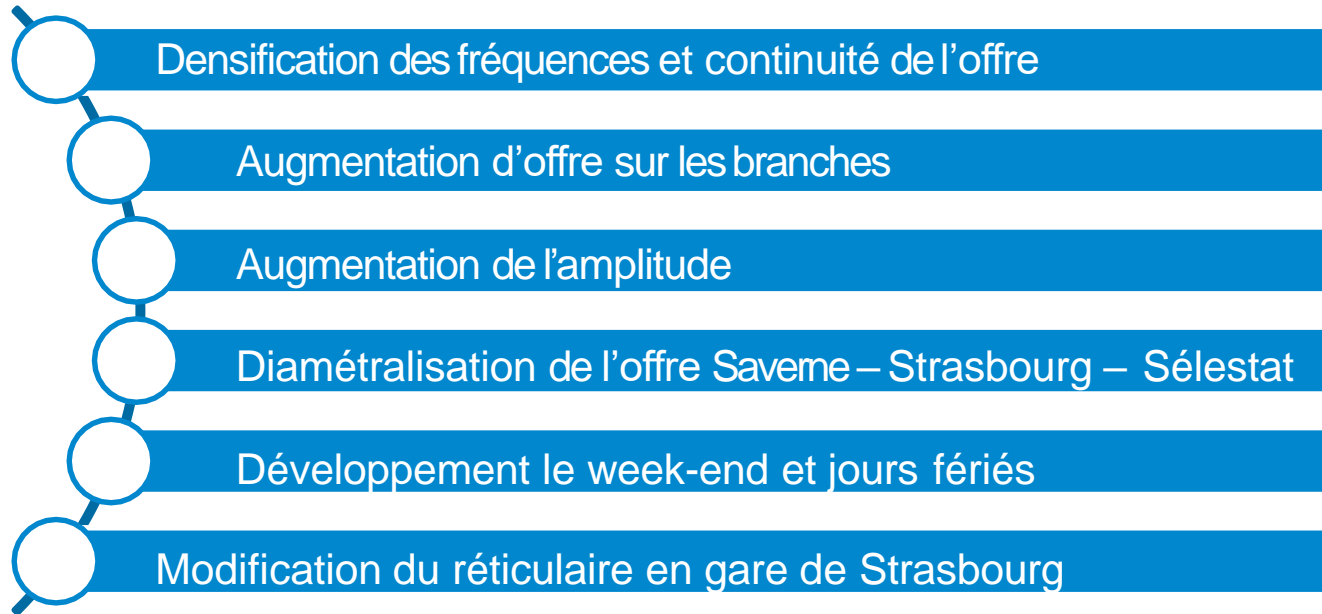 Densification des fréquences et continuité de l’offre
Augmentation d’offre sur les branches
Augmentation de l’amplitude
Diamétralisation de l’offre Saverne – Strasbourg – Sélestat
Développement le week-end et jours fériés
Modification du réticulaire en gare de Strasbourg